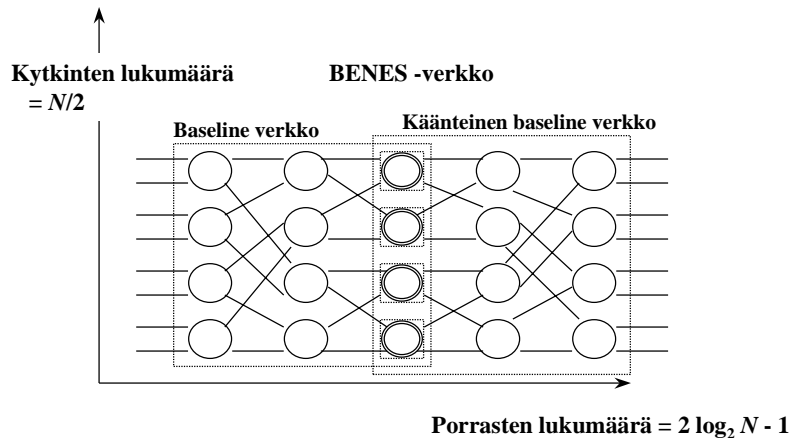 Kytkinten lukumäärä
= N/2
BENES -verkko
Baseline verkko
Käänteinen baseline verkko
Porrasten lukumäärä = 2 log₂ N - 1